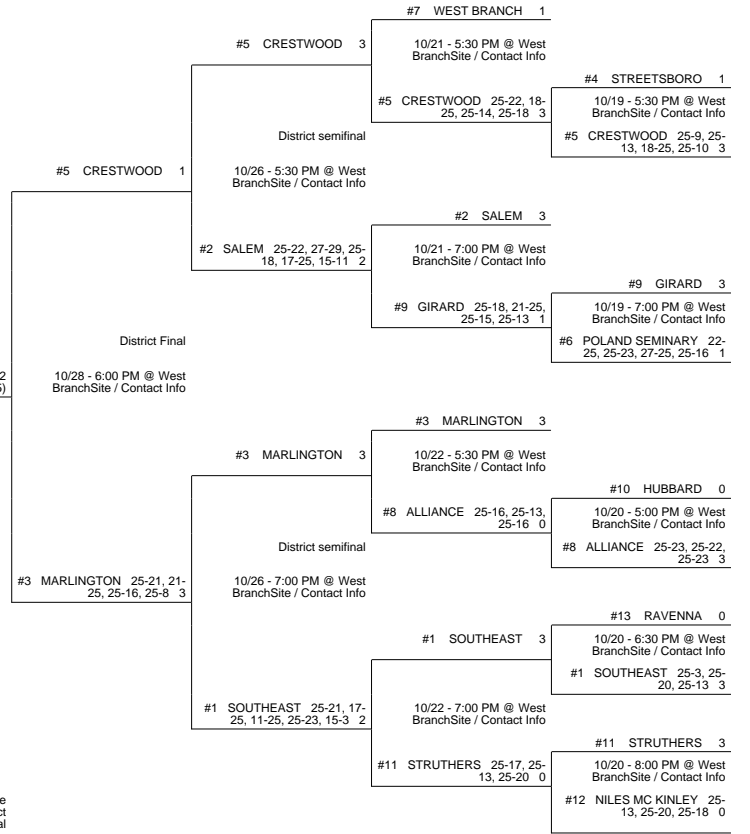 #7 WEST BRANCH 1
10/21 - 5:30 PM @ West
BranchSite / Contact Info
#5 CRESTWOOD 3
#4 STREETSBORO 1
10/19 - 5:30 PM @ West
BranchSite / Contact Info
#5 CRESTWOOD 25-22, 18-
25, 25-14, 25-18 3
#5 CRESTWOOD 25-9, 25-
13, 18-25, 25-10 3
District semifinal
10/26 - 5:30 PM @ West
BranchSite / Contact Info
#5 CRESTWOOD 1
#2 SALEM 3
10/21 - 7:00 PM @ West
BranchSite / Contact Info
#2 SALEM 25-22, 27-29, 25-
18, 17-25, 15-11 2
#9 GIRARD 3
10/19 - 7:00 PM @ West
BranchSite / Contact Info
#9 GIRARD 25-18, 21-25,
25-15, 25-13 1
#6 POLAND SEMINARY 22-
25, 25-23, 27-25, 25-16 1
District Final
10/28 - 6:00 PM @ West
BranchSite / Contact Info
2
5)
#3 MARLINGTON 3
10/22 - 5:30 PM @ West
BranchSite / Contact Info
#3 MARLINGTON 3
#10 HUBBARD 0
10/20 - 5:00 PM @ West
BranchSite / Contact Info
#8 ALLIANCE 25-16, 25-13,
25-16 0
#8 ALLIANCE 25-23, 25-22,
25-23 3
District semifinal
10/26 - 7:00 PM @ West
BranchSite / Contact Info
#3 MARLINGTON 25-21, 21-
25, 25-16, 25-8 3
#13 RAVENNA 0
10/20 - 6:30 PM @ West
BranchSite / Contact Info
#1 SOUTHEAST 3
#1 SOUTHEAST 25-3, 25-
20, 25-13 3
#1 SOUTHEAST 25-21, 17-
25, 11-25, 25-23, 15-3 2
10/22 - 7:00 PM @ West
BranchSite / Contact Info
#11 STRUTHERS 3
10/20 - 8:00 PM @ West
BranchSite / Contact Info
#11 STRUTHERS 25-17, 25-
13, 25-20 0
#12 NILES MC KINLEY 25-
13, 25-20, 25-18 0
e
ct
al